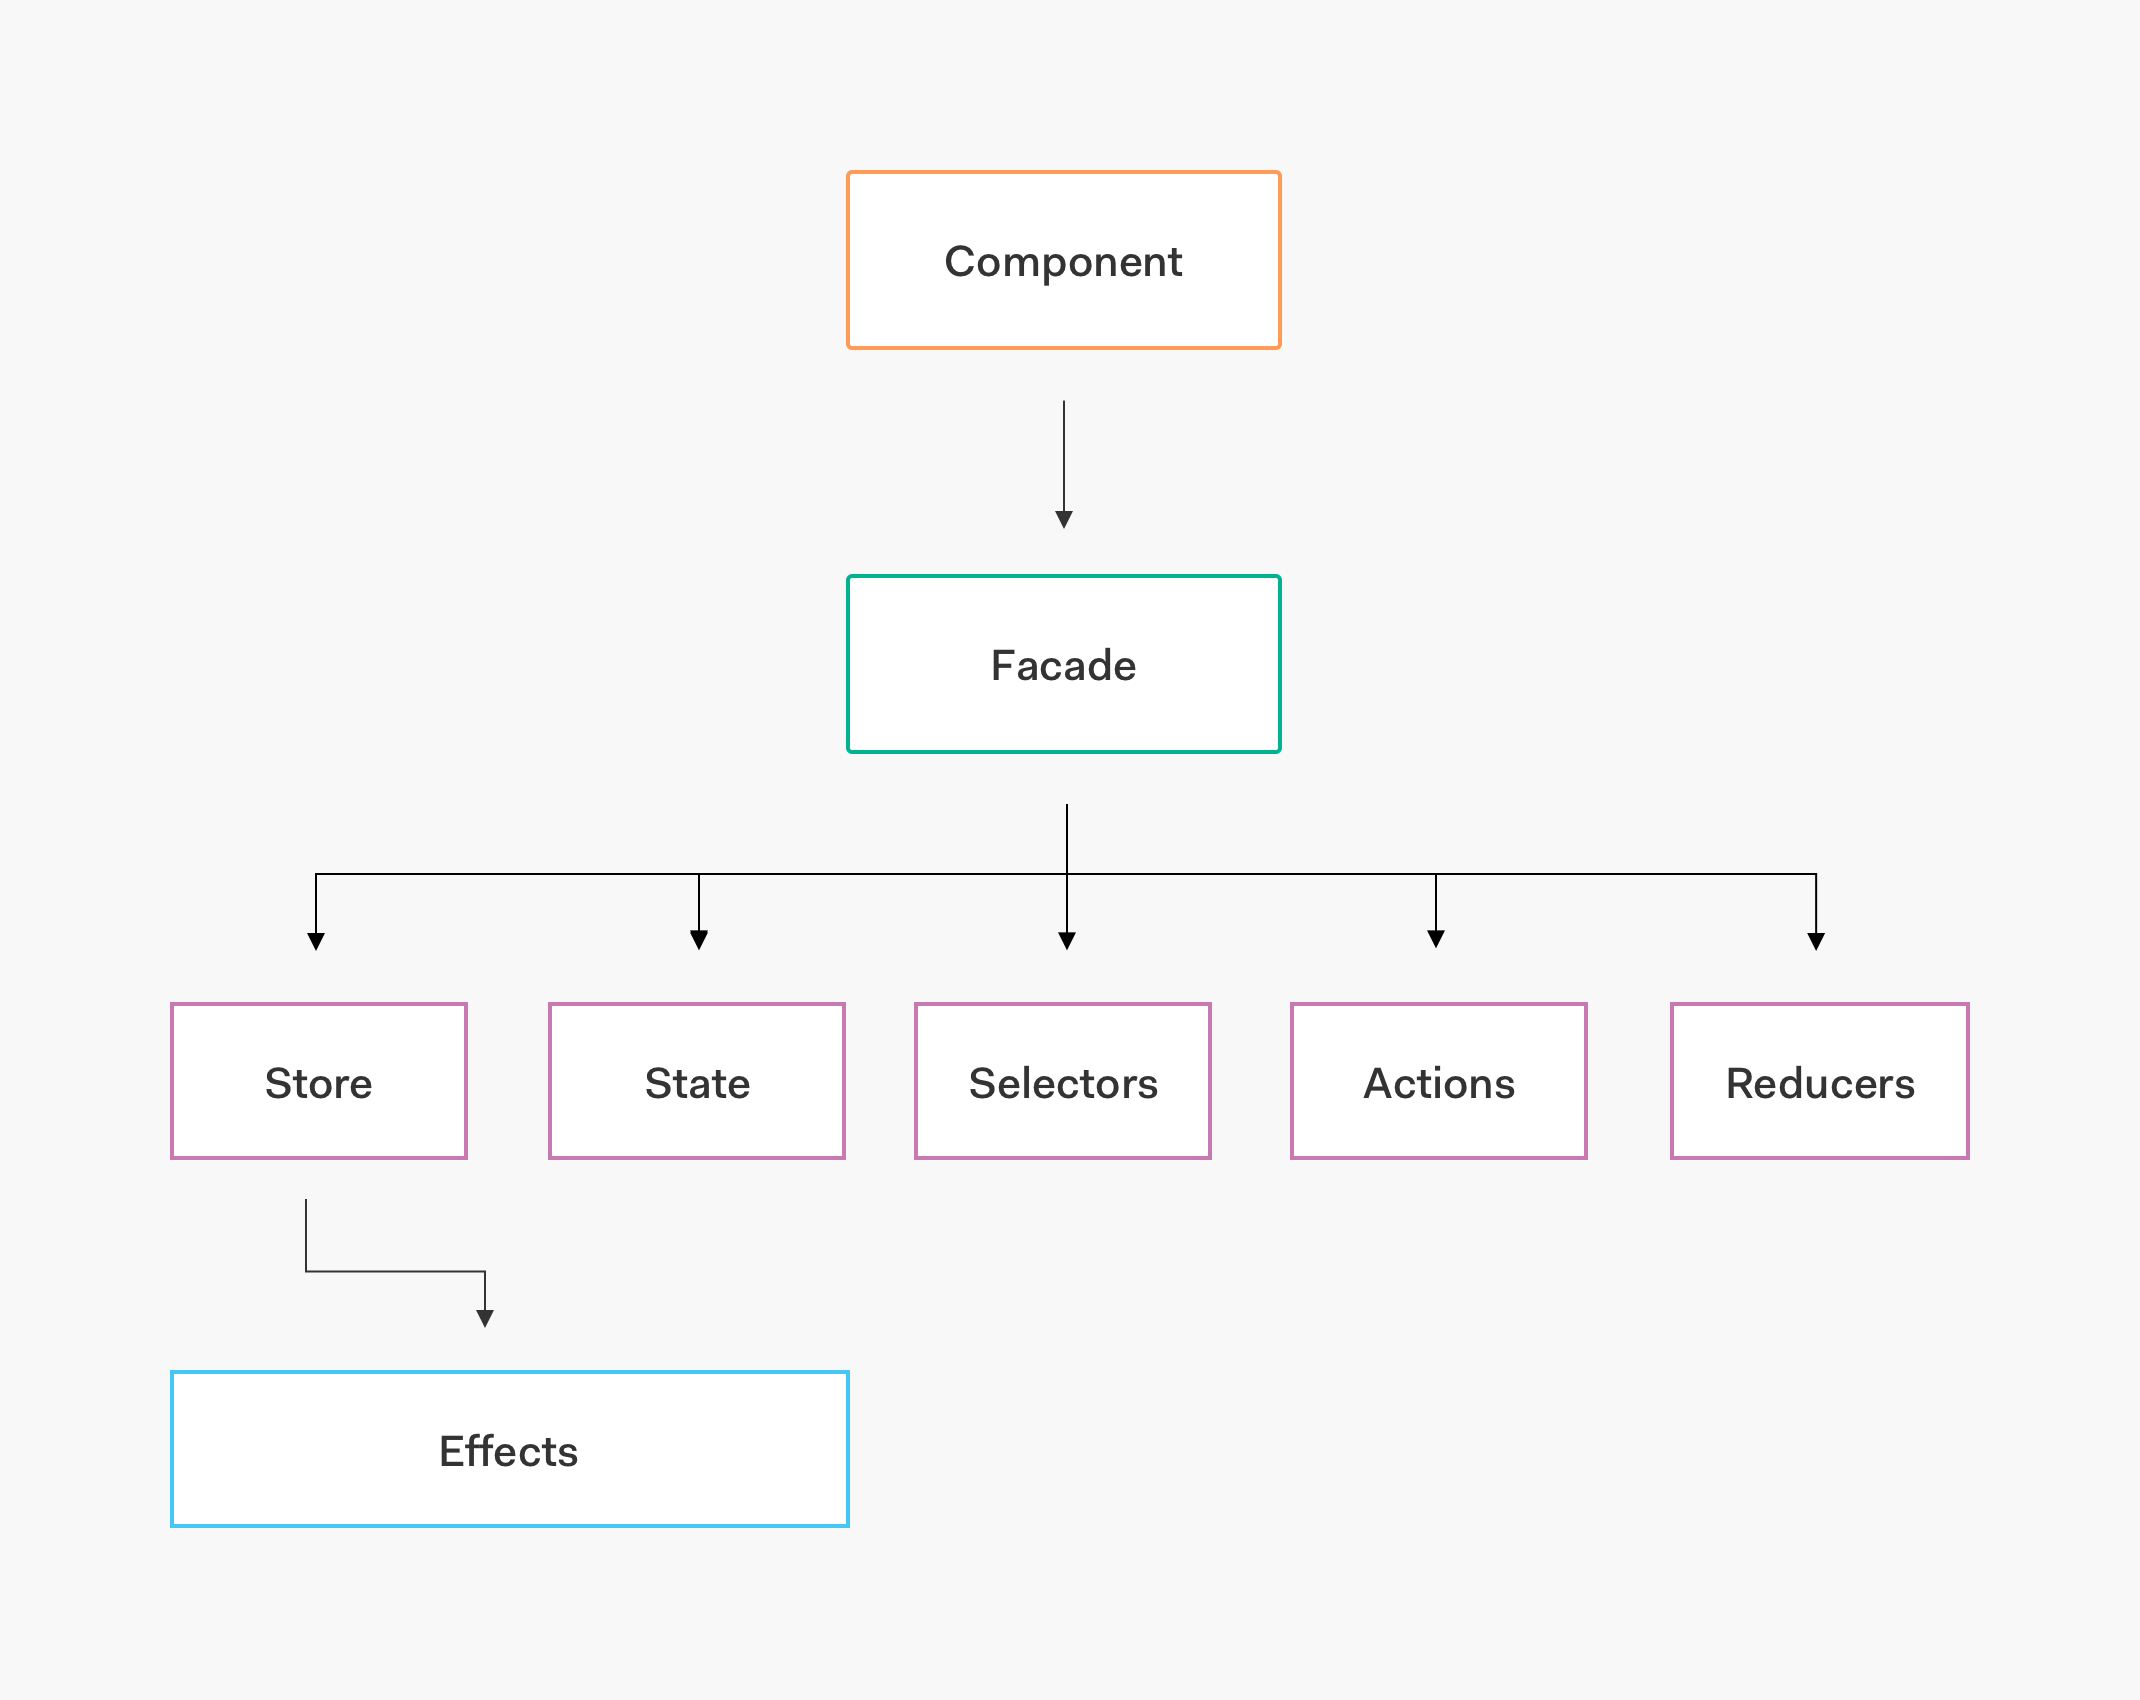 Component
Facade
Store
State
Selectors
Actions
Reducers
Effects